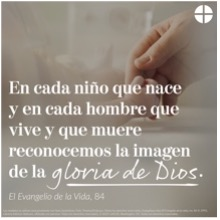 En cada niño que nace
y en cada hombre que
vive y que muere
reconocemos la imagen
de la gloria de Dios.
El Evangelio de la Vida, 84